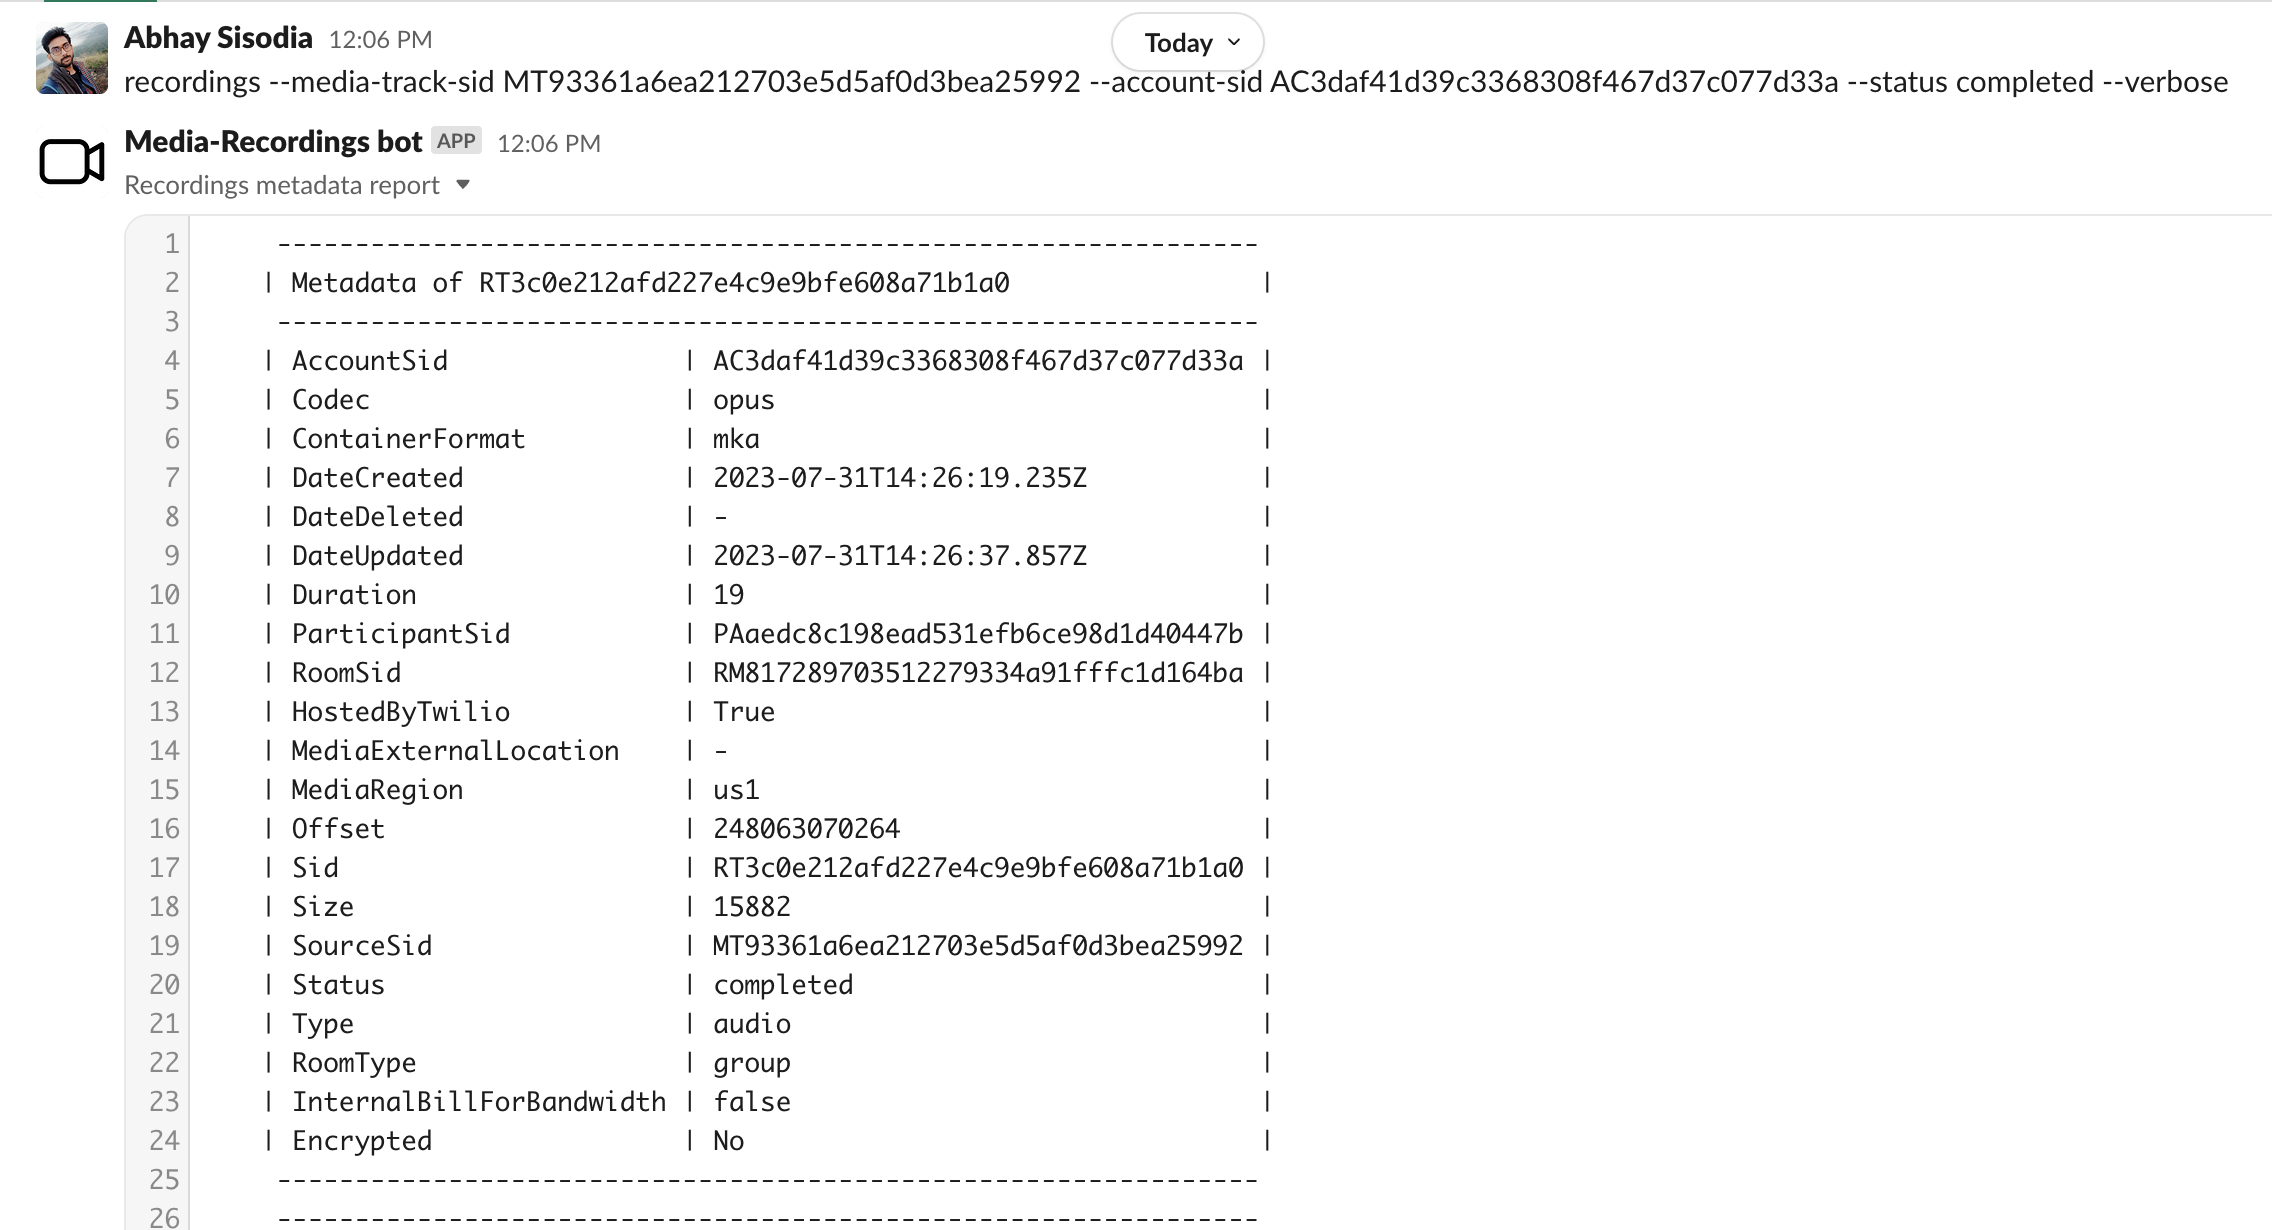 Abhay Sisodia 12:06 PM
Today
recordings --media-track-sid MT93361a6ea212703e5d5af0d3bea25992 --account-sid AC3daf41d39c3368308f467d37c077d33a --status completed --verbose
Media-Recordings bot APP 12:06 PM
Recordings metadata report
1 ---------------------------------------------------------------
2 | Metadata of RT3c0e212afd227e4c9e9bfe608a71b1a0 |
3 ---------------------------------------------------------------
4 | AccountSid | AC3daf41d39c3368308f467d37c077d33a |
5 | Codec | opus |
6 | ContainerFormat | mka |
7 | DateCreated | 2023-07-31T14:26:19.235Z |
8 | DateDeleted | - |
9 | DateUpdated | 2023-07-31T14:26:37.857Z |
10 | Duration | 19 |
11 | ParticipantSid | PAaedc8c198ead531efb6ce98d1d40447b |
12 | RoomSid | RM817289703512279334a91fffc1d164ba |
13 | HostedByTwilio | True |
14 | MediaExternalLocation | - |
15 | MediaRegion | us1 |
16 | Offset | 248063070264 |
17 | Sid | RT3c0e212afd227e4c9e9bfe608a71b1a0 |
18 | Size | 15882 |
19 | SourceSid | MT93361a6ea212703e5d5af0d3bea25992 |
20 | Status | completed |
21 | Type | audio |
22 | RoomType | group |
23 | InternalBillForBandwidth | false |
24 | Encrypted | No |
25 ---------------------------------------------------------------
26 ---------------------------------------------------------------